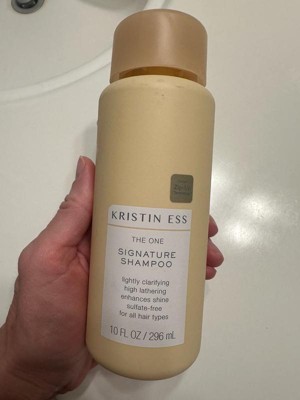 KRISTIN ESS
THE ONE
SIGNATURE
SHAMPOO
lightly clarifying
high lathering
enhances shine
sulfate-free
for all hair types
10 FL OZ / 296 mL